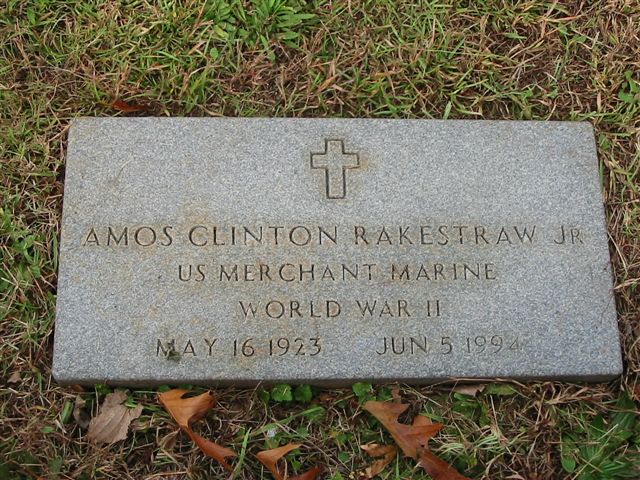 AMOS CLINTON RAKESTRAW JR
US MERCHANT MARINE
WORLD WAR II
MAY 16 1923 JUN 5 1994